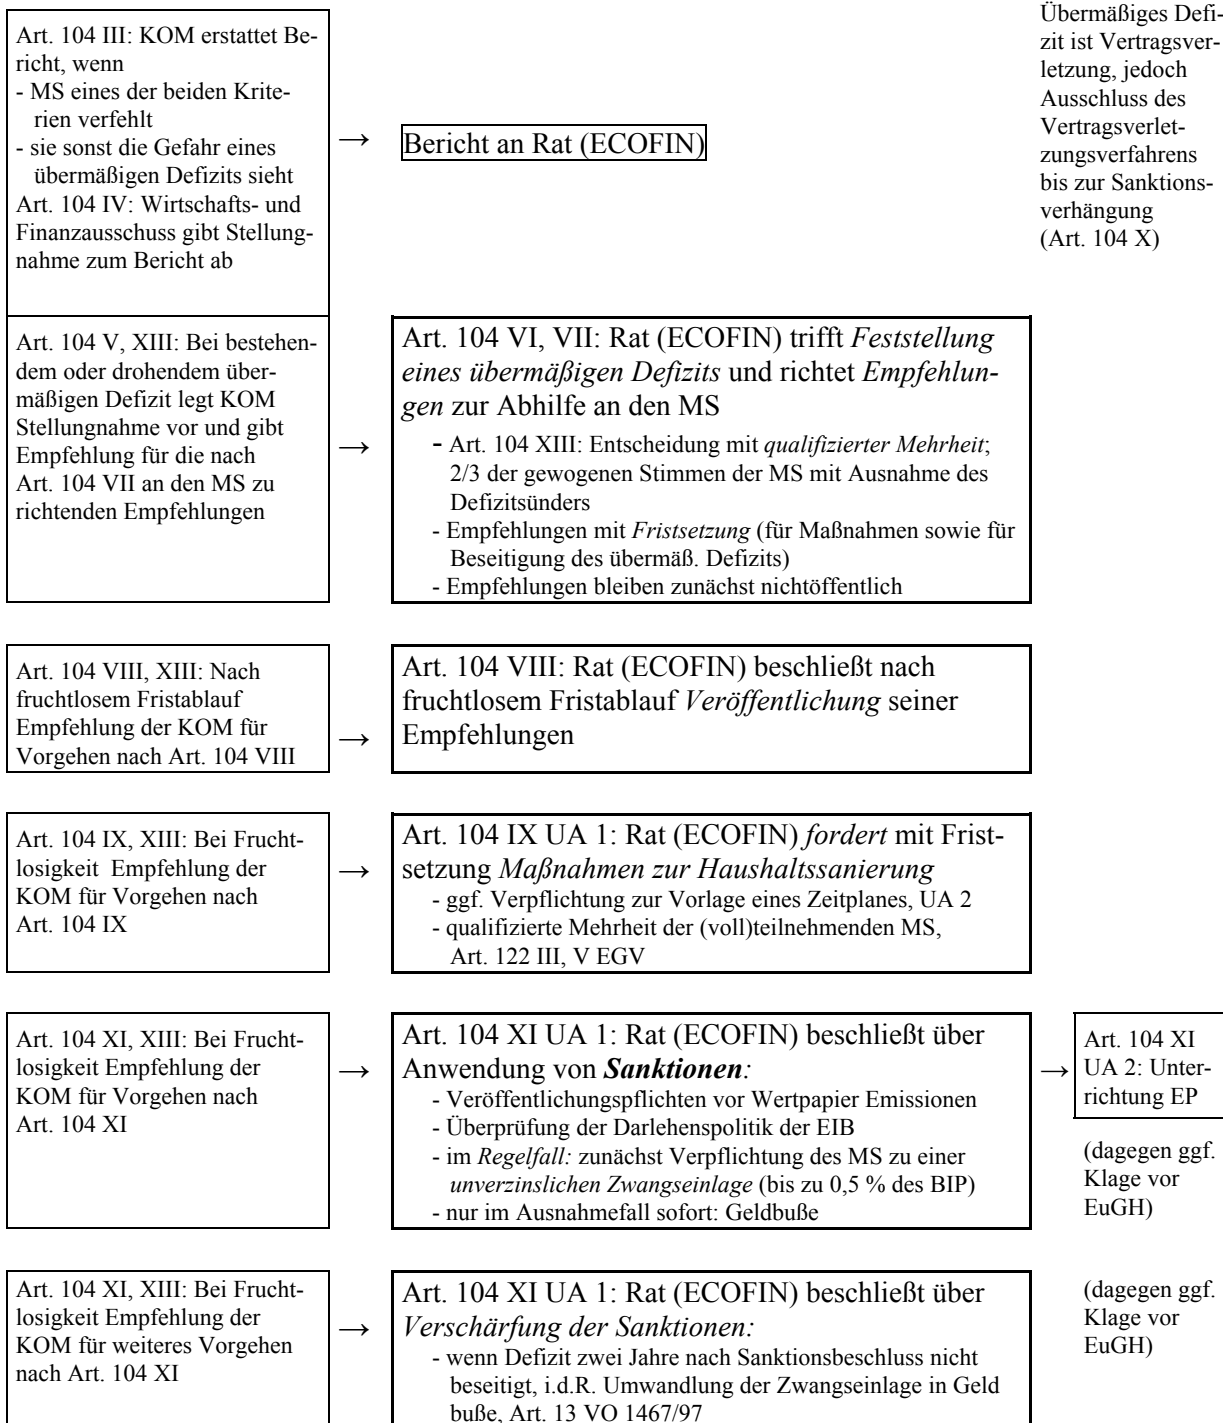 Art. 104 III: KOM erstattet Be-
richt, wenn
- MS eines der beiden Krite-
rien verfehlt
- sie sonst die Gefahr eines
übermäßigen Defizits sieht
Art. 104 IV: Wirtschafts- und
Finanzausschuss gibt Stellung-
nahme zum Bericht ab
→
Bericht an Rat (ECOFIN)
Übermäßiges Defi-
zit ist Vertragsver-
letzung, jedoch
Ausschluss des
Vertragsverlet-
zungsverfahrens
bis zur Sanktions-
verhängung
(Art. 104 X)
Art. 104 V, XIII: Bei bestehen-
dem oder drohendem über-
mäßigen Defizit legt KOM
Stellungnahme vor und gibt
Empfehlung für die nach
Art. 104 VII an den MS zu
richtenden Empfehlungen
→
Art. 104 VI, VII: Rat (ECOFIN) trifft Feststellung
eines übermäßigen Defizits und richtet Empfehlun-
gen zur Abhilfe an den MS
- Art. 104 XIII: Entscheidung mit qualifizierter Mehrheit;
2/3 der gewogenen Stimmen der MS mit Ausnahme des
Defizitsünders
- Empfehlungen mit Fristsetzung (für Maßnahmen sowie für
Beseitigung des übermäß. Defizits)
- Empfehlungen bleiben zunächst nichtöffentlich
Art. 104 VIII, XIII: Nach
fruchtlosem Fristablauf
Empfehlung der KOM für
Vorgehen nach Art. 104 VIII
→
Art. 104 VIII: Rat (ECOFIN) beschließt nach
fruchtlosem Fristablauf Veröffentlichung seiner
Empfehlungen
Art. 104 IX, XIII: Bei Frucht-
losigkeit Empfehlung der
KOM für Vorgehen nach
Art. 104 IX
→
Art. 104 IX UA 1: Rat (ECOFIN) fordert mit Frist-
setzung Maßnahmen zur Haushaltssanierung
- ggf. Verpflichtung zur Vorlage eines Zeitplanes, UA 2
- qualifizierte Mehrheit der (voll)teilnehmenden MS,
Art. 122 III, V EGV
Art. 104 XI, XIII: Bei Frucht-
losigkeit Empfehlung der
KOM für Vorgehen nach
Art. 104 XI
→
Art. 104 XI UA 1: Rat (ECOFIN) beschließt über
Anwendung von Sanktionen:
- Veröffentlichungspflichten vor Wertpapier Emissionen
- Überprüfung der Darlehenspolitik der EIB
- im Regelfall: zunächst Verpflichtung des MS zu einer
unverzinslichen Zwangseinlage (bis zu 0,5 % des BIP)
- nur im Ausnahmefall sofort: Geldbuße
→
Art. 104 XI
UA 2: Unter-
richtung EP
(dagegen ggf.
Klage vor
EuGH)
Art. 104 XI, XIII: Bei Frucht-
losigkeit Empfehlung der
KOM für weiteres Vorgehen
nach Art. 104 XI
→
Art. 104 XI UA 1: Rat (ECOFIN) beschließt über
Verschärfung der Sanktionen:
- wenn Defizit zwei Jahre nach Sanktionsbeschluss nicht
beseitigt, i.d.R. Umwandlung der Zwangseinlage in Geld
buße, Art. 13 VO 1467/97
(dagegen ggf.
Klage vor
EuGH)